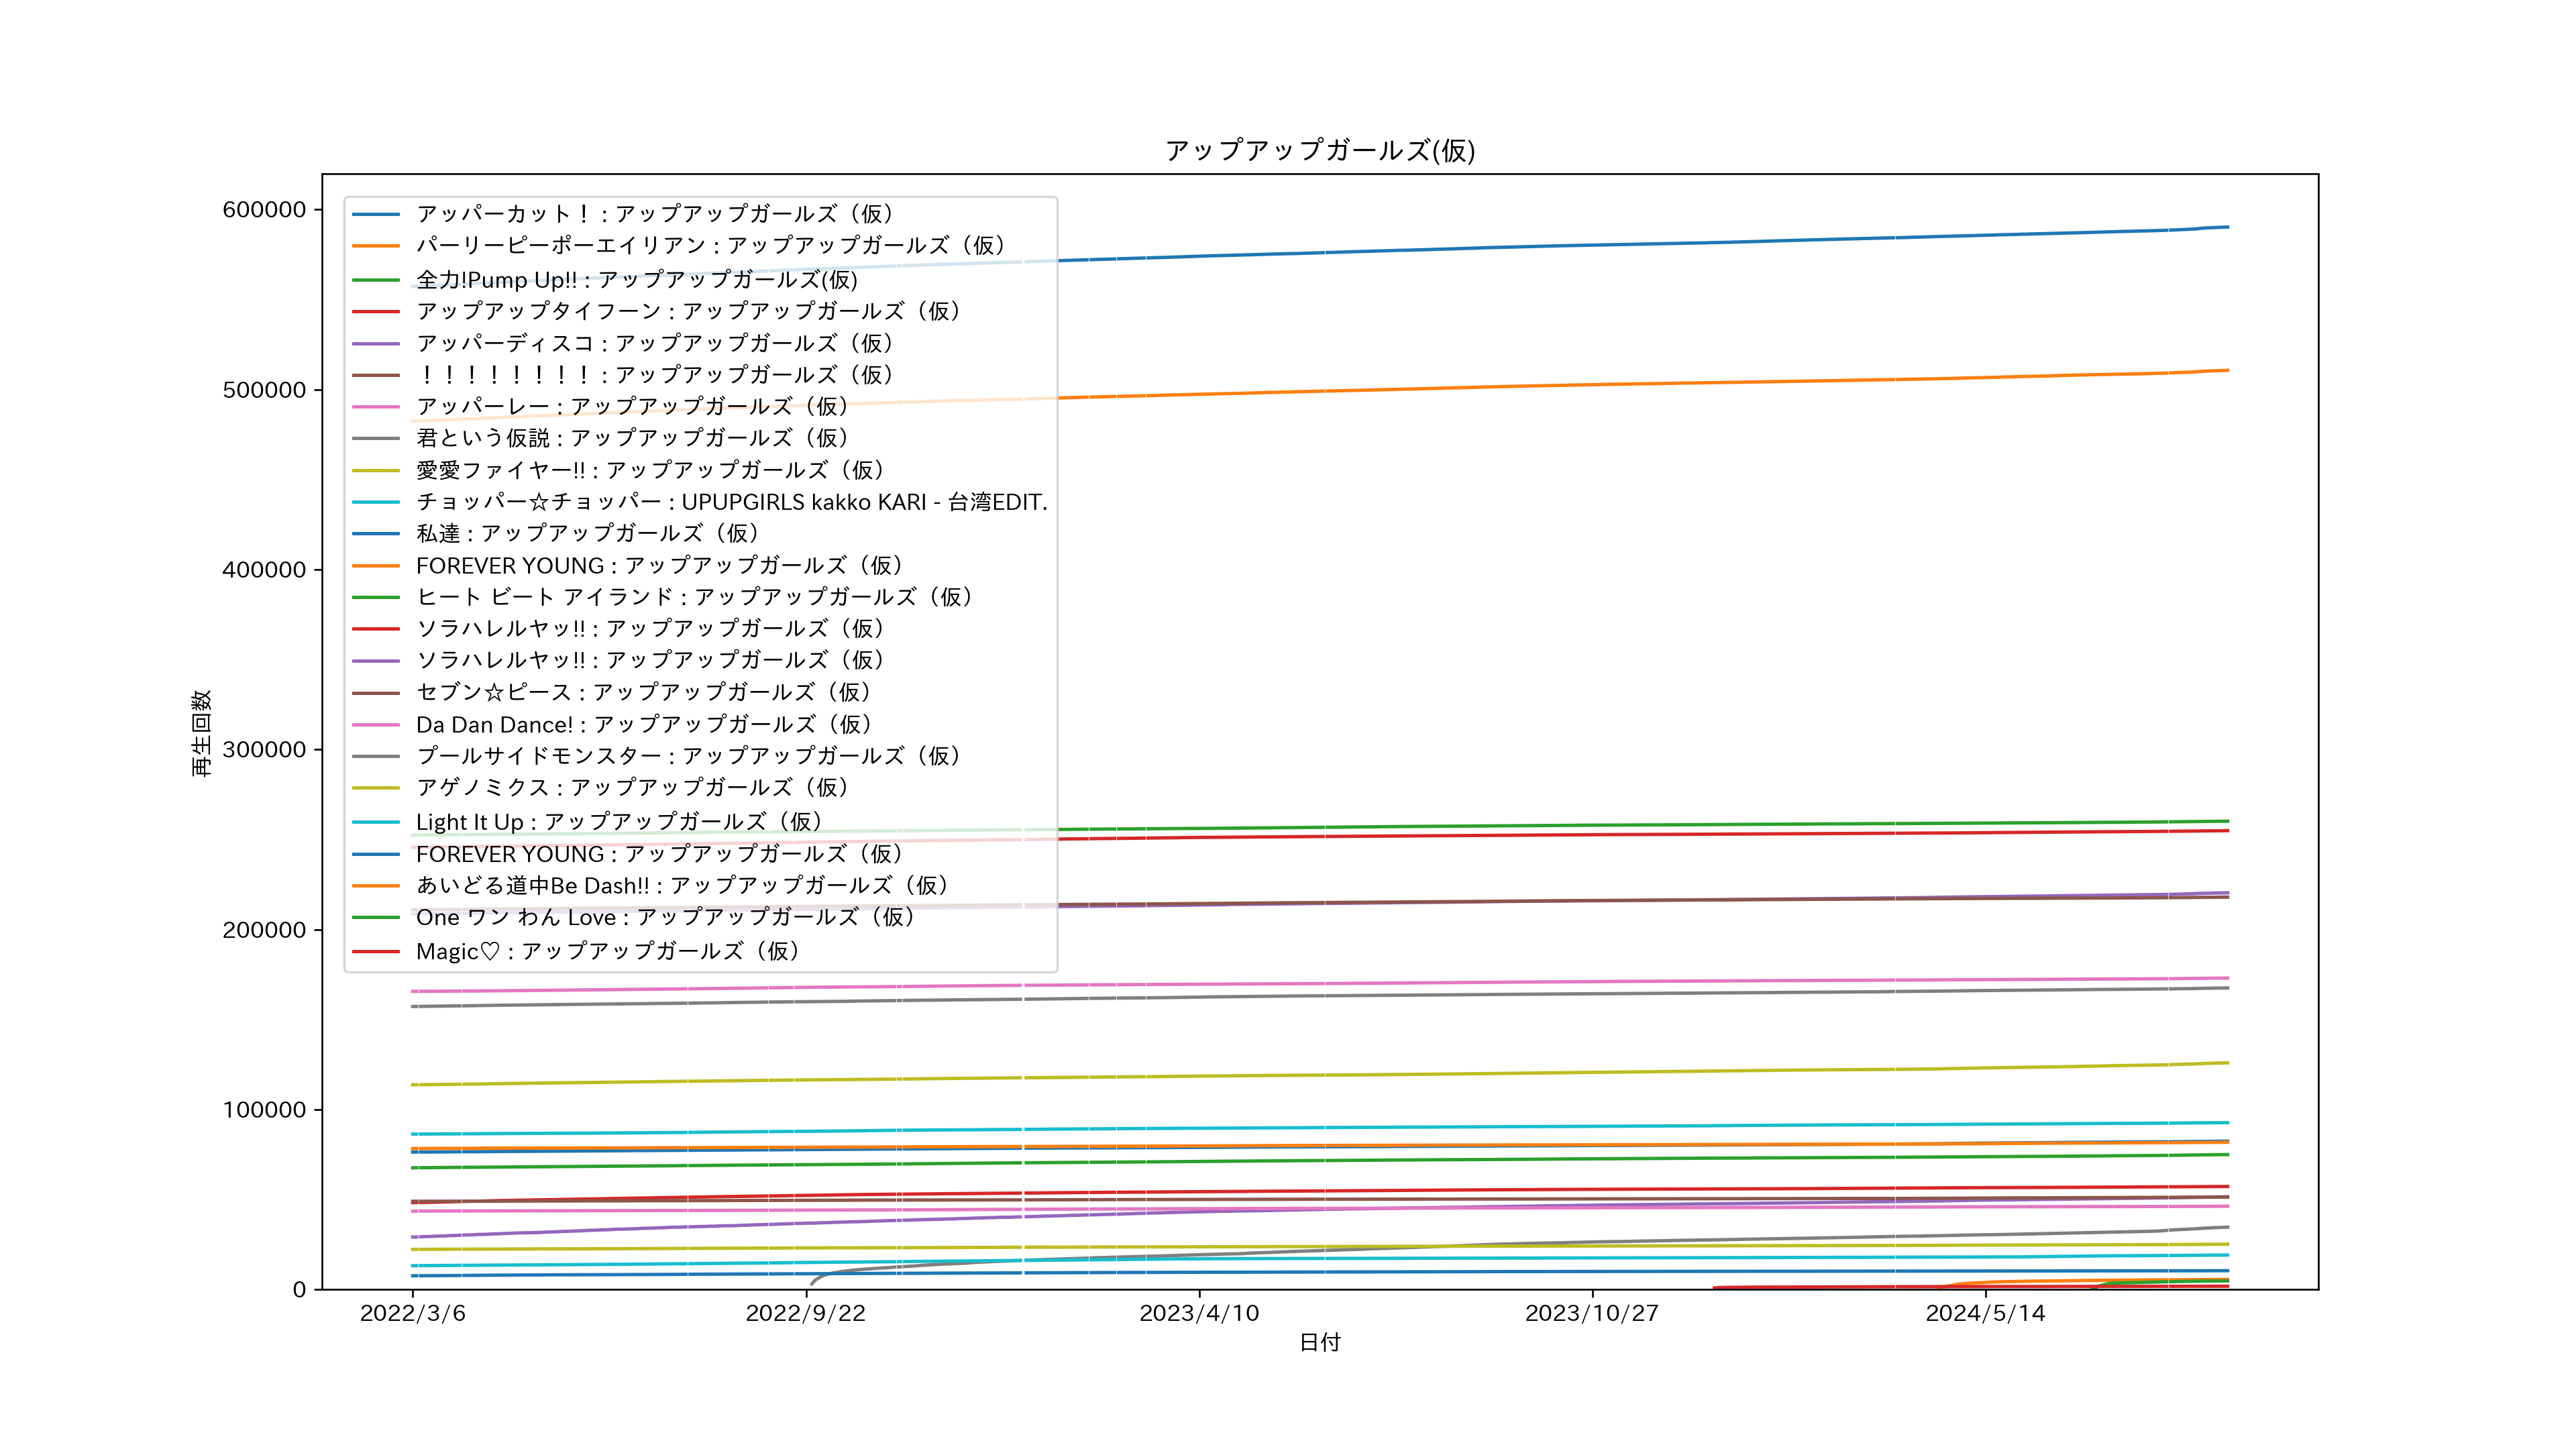 アップアップガールズ(仮)
600000
500000
400000
300000
200000
100000
0
再生回数
アッパーカット！ : アップアップガールズ（仮）
パーリーピーポーエイリアン : アップアップガールズ（仮）
全力!Pump Up!! : アップアップガールズ(仮)
アップアップタイフーン : アップアップガールズ（仮）
アッパーディスコ : アップアップガールズ（仮）
！！！！！！！！ : アップアップガールズ（仮）
アッパーレー : アップアップガールズ（仮）
君という仮説 : アップアップガールズ（仮）
愛愛ファイヤー!! : アップアップガールズ（仮）
チョッパー☆チョッパー : UPUPGIRLS kakko KARI - 台湾EDIT.
私達 : アップアップガールズ（仮）
FOREVER YOUNG : アップアップガールズ（仮）
ヒート ビート アイランド : アップアップガールズ（仮）
ソラハレルヤッ!! : アップアップガールズ（仮）
ソラハレルヤッ!! : アップアップガールズ（仮）
セブン☆ピース : アップアップガールズ（仮）
Da Dan Dance! : アップアップガールズ（仮）
プールサイドモンスター : アップアップガールズ（仮）
アゲノミクス : アップアップガールズ（仮）
Light It Up : アップアップガールズ（仮）
FOREVER YOUNG : アップアップガールズ（仮）
あいどる道中Be Dash!! : アップアップガールズ（仮）
One ワン わん Love : アップアップガールズ（仮）
Magic♡ : アップアップガールズ（仮）
2022/3/6
2022/9/22
2023/4/10
2023/10/27
2024/5/14
日付